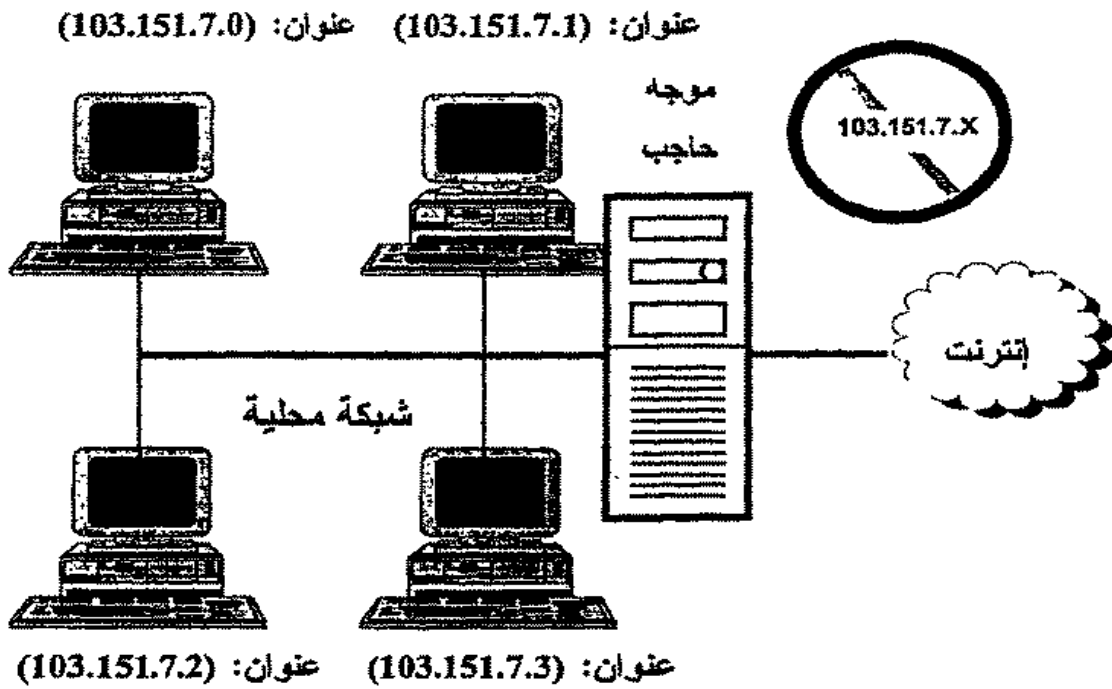 عنوان: (103.151.7.1) عنوان: (103.151.7.0)
موجه
حاجب
103.151.7.X
إنترنت
شبكة محلية
عنوان: (103.151.7.3) عنوان: (103.151.7.2)